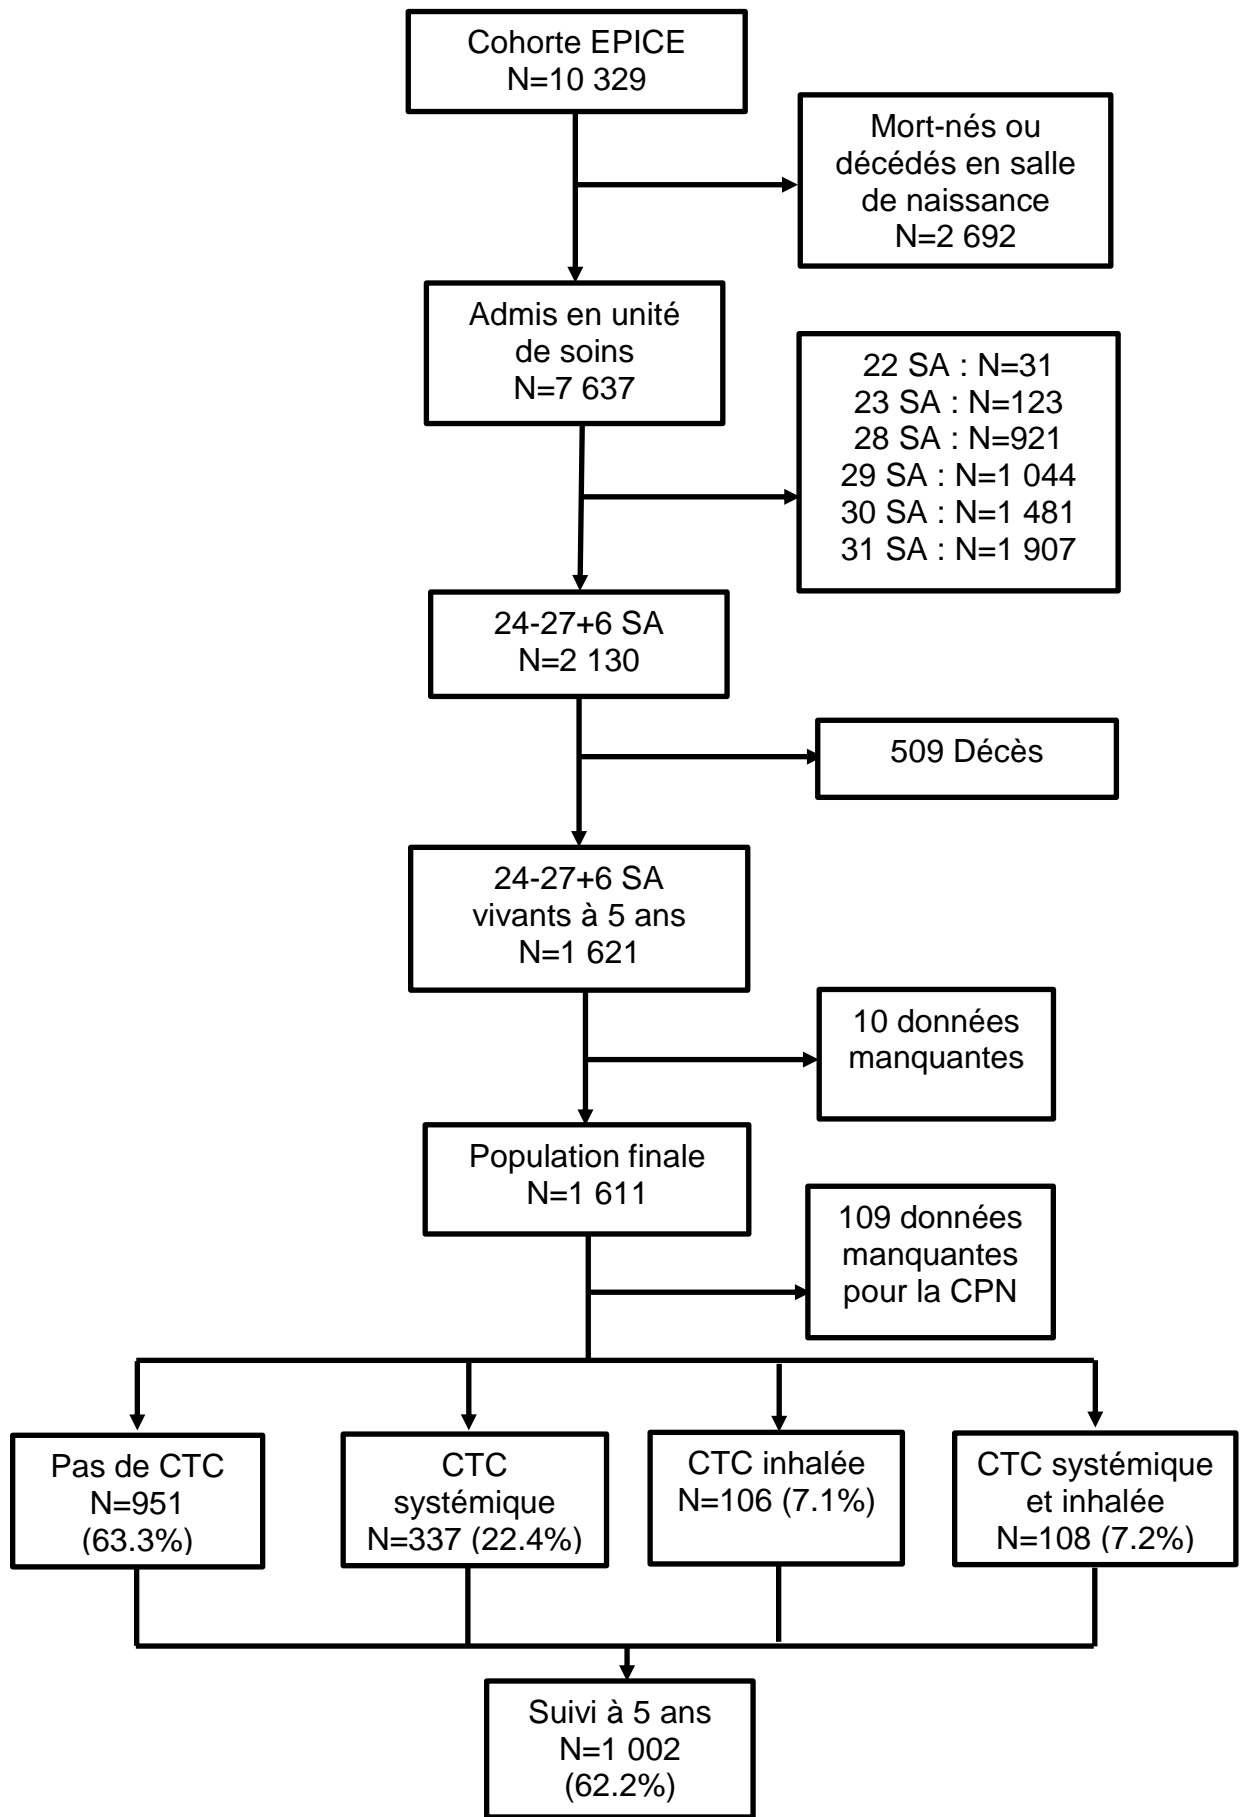 Cohorte EPICE
N=10 329
Mort-nés ou
décédés en salle
de naissance
N=2 692
Admis en unité
de soins
N=7 637
22 SA : N=31
23 SA : N=123
28 SA : N=921
29 SA : N=1 044
30 SA : N=1 481
31 SA : N=1 907
24-27+6 SA
N=2 130
509 Décès
24-27+6 SA
vivants à 5 ans
N=1 621
10 données
manquantes
Population finale
N=1 611
109 données
manquantes
pour la CPN
Pas de CTC
N=951
(63.3%)
CTC
systémique
N=337 (22.4%)
CTC inhalée
N=106 (7.1%)
CTC systémique
et inhalée
N=108 (7.2%)
Suivi à 5 ans
N=1 002
(62.2%)